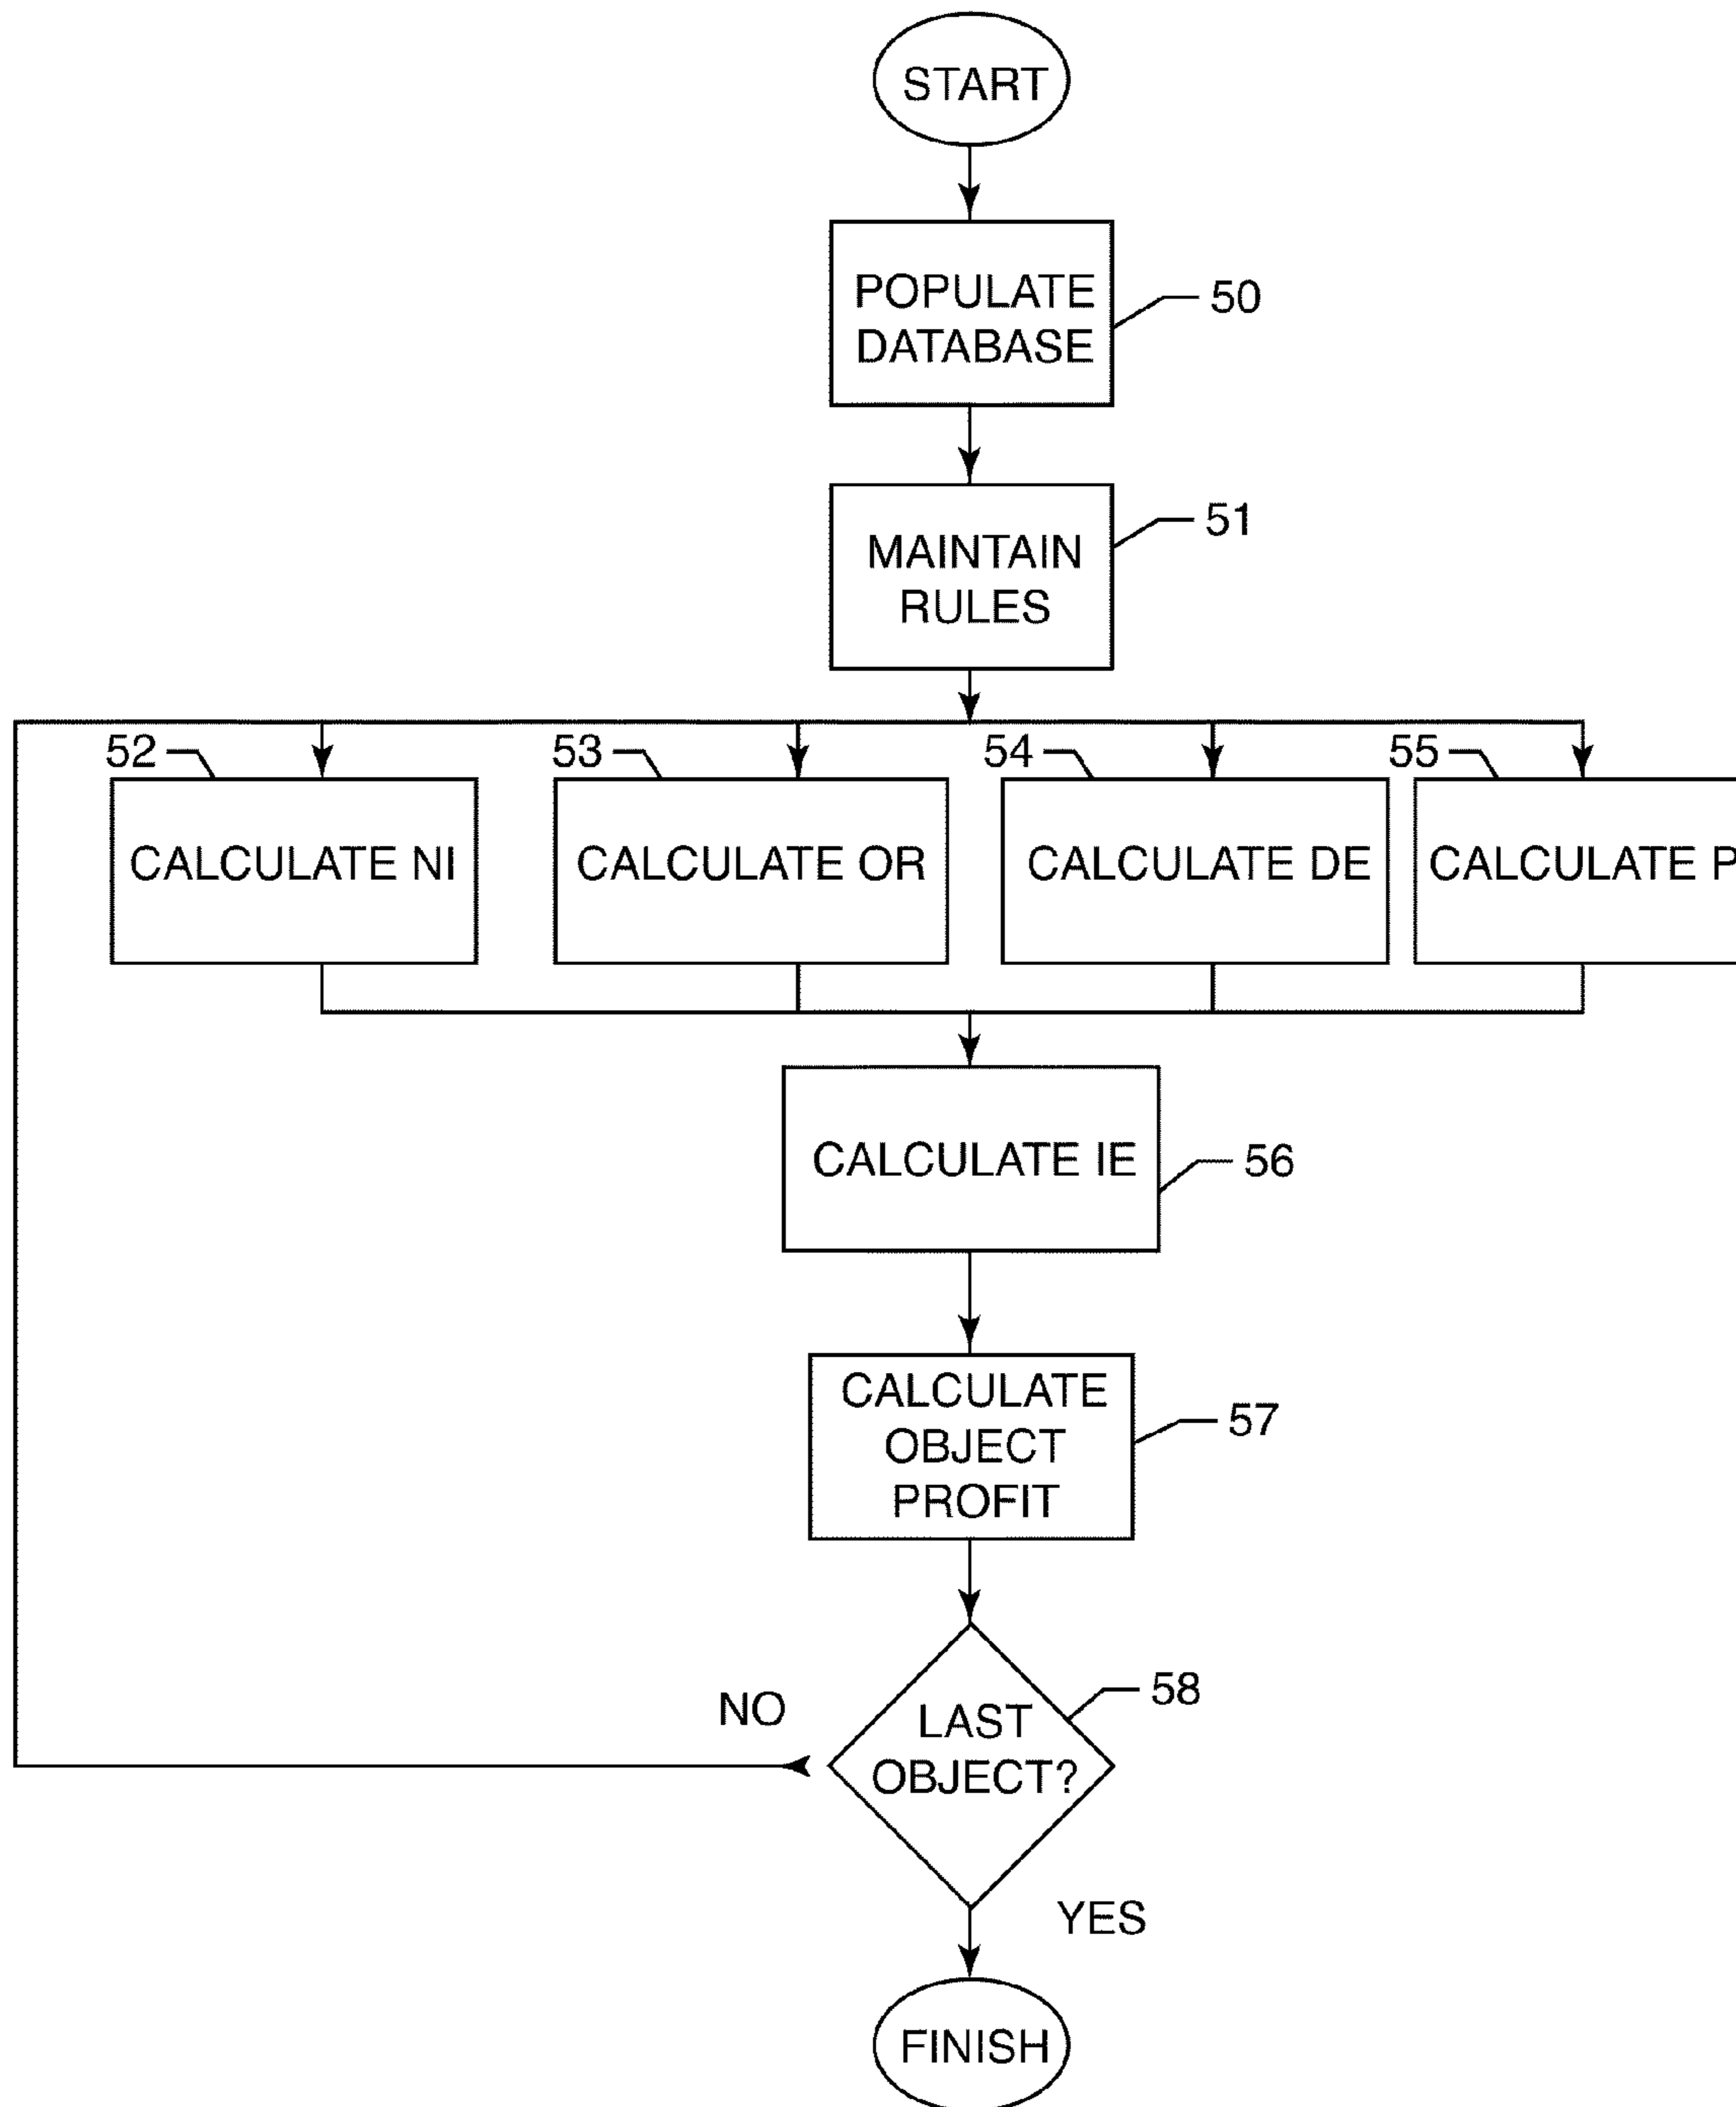 START
POPULATE
DATABASE
50
MAINTAIN
RULES
51
52
53
54
55
CALCULATE NI
CALCULATE OR
CALCULATE DE
CALCULATE P
CALCULATE IE
56
CALCULATE
OBJECT
PROFIT
57
58
NO
LAST
OBJECT?
YES
FINISH